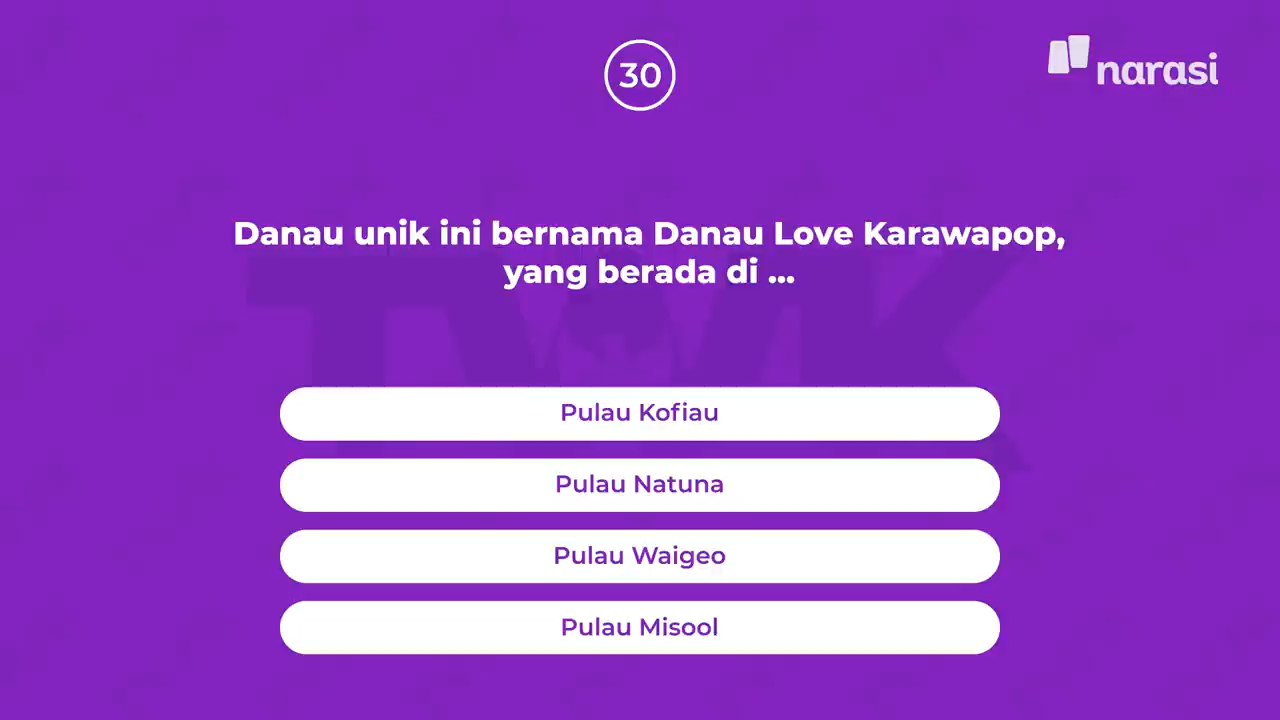 30
narasi
Danau unik ini bernama Danau Love Karawapop,
yang berada di ...
TWK
Pulau Kofiau
Pulau Natuna
Pulau Waigeo
Pulau Misool